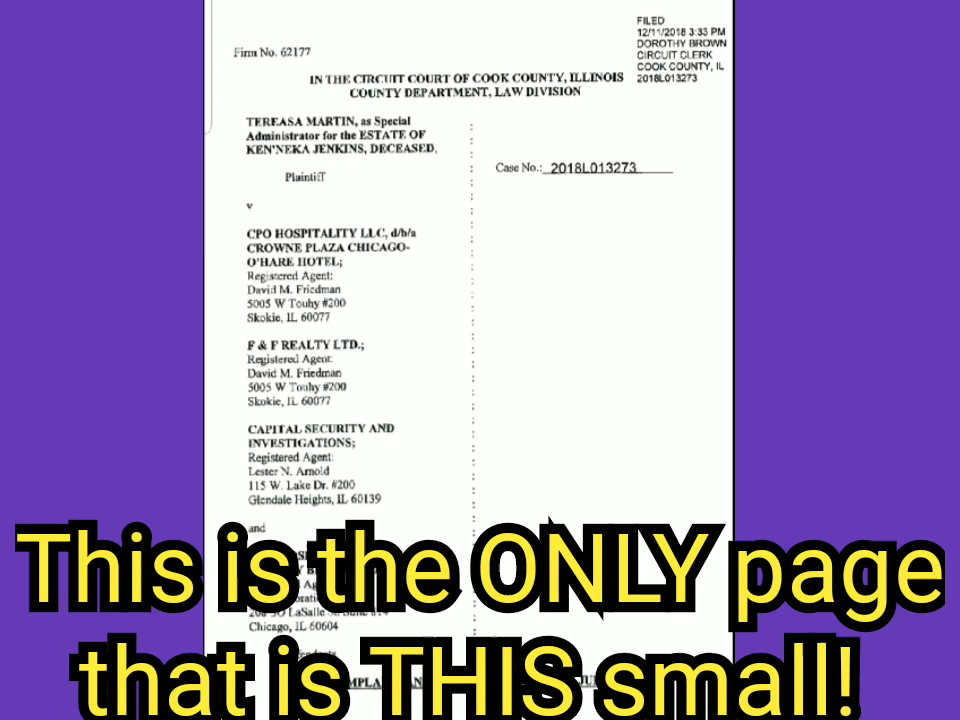 FILED
12/11/2018 3:33 PM
DOROTHY BROWN
CIRCUIT CLERK
COOK COUNTY, IL
2018L013273
Firm No. 62177
IN THE CIRCUIT COURT OF COOK COUNTY, ILLINOIS
COUNTY DEPARTMENT, LAW DIVISION
TEREASA MARTIN, as Special
Administrator for the ESTATE OF
KEN'NEKA JENKINS, DECEASED,
Plaintiff
Case No.: 2018L013273
v
CPO HOSPITALITY LLC, d/b/a
CROWNE PLAZA CHICAGO-
O'HARE HOTEL;
Registered Agent:
David M. Friedman
5005 W Touhy #200
Skokie, IL 60077
F & F REALTY LTD.;
Registered Agent:
David M. Friedman
5005 W Touhy #200
Skokie, IL 60077
CAPITAL SECURITY AND
INVESTIGATIONS;
Registered Agent:
Lester N. Arnold
115 W. Lake Dr. #200
Glendale Heights, IL 60139
and
LaSalle
Chicago, IL 60604
This is the ONLY page
that is THIS small!